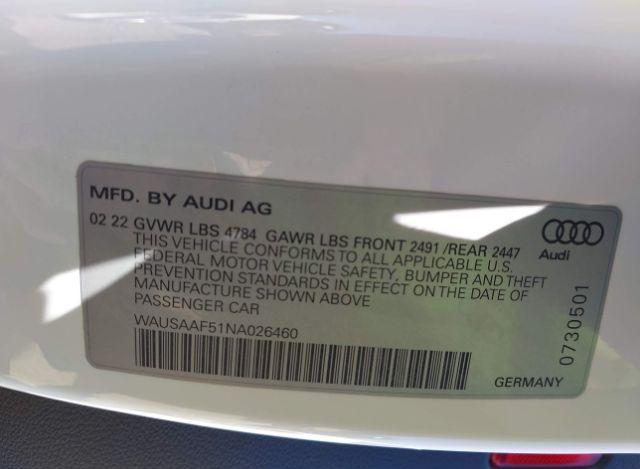 MFD. BY AUDI AG
02 22 GVWR LBS 4784 GAWR LBS FRONT 2491 /REAR 2447
THIS VEHICLE CONFORMS TO ALL APPLICABLE U.S.
FEDERAL MOTOR VEHICLE SAFETY, BUMPER AND THEFT
PREVENTION STANDARDS IN EFFECT ON THE DATE OF
MANUFACTURE SHOWN ABOVE
PASSENGER CAR
WAUSAAF51NA026460
Audi
0730501
GERMANY